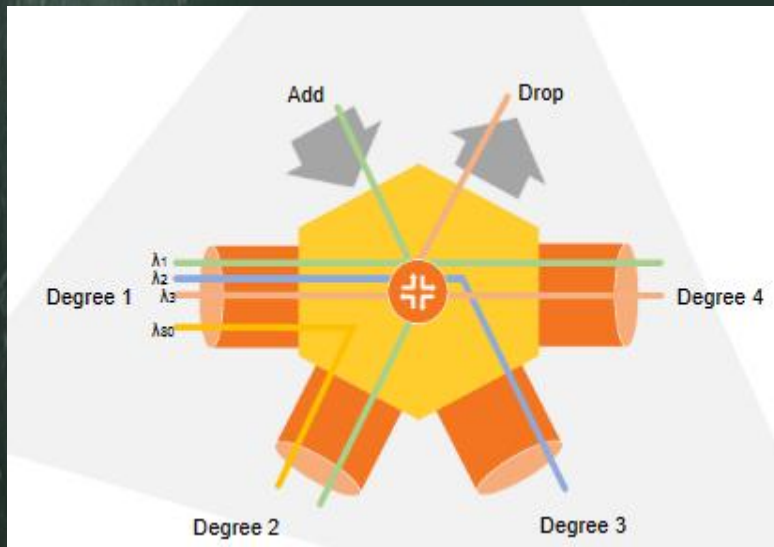 Add
Drop
λ1
λ2
Degree 1
λ3
Degree 4
λ80
Degree 2
Degree 3